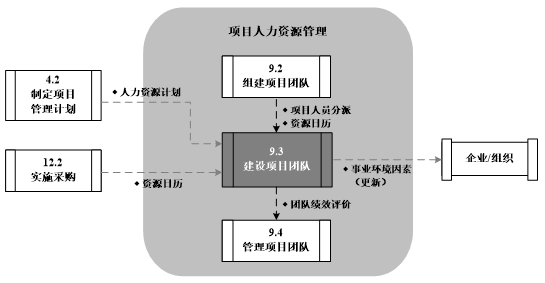 项目人力资源管理
4.2
制定项目
管理计划
◆人力资源计划
9.2
组建项目团队
◆项目人员分派
◆资源日历
12.2
实施采购
◆资源日历
9.3
建设项目团队
◆事业环境因素
（更新）
企业/组织
◆团队绩效评价
9.4
管理项目团队